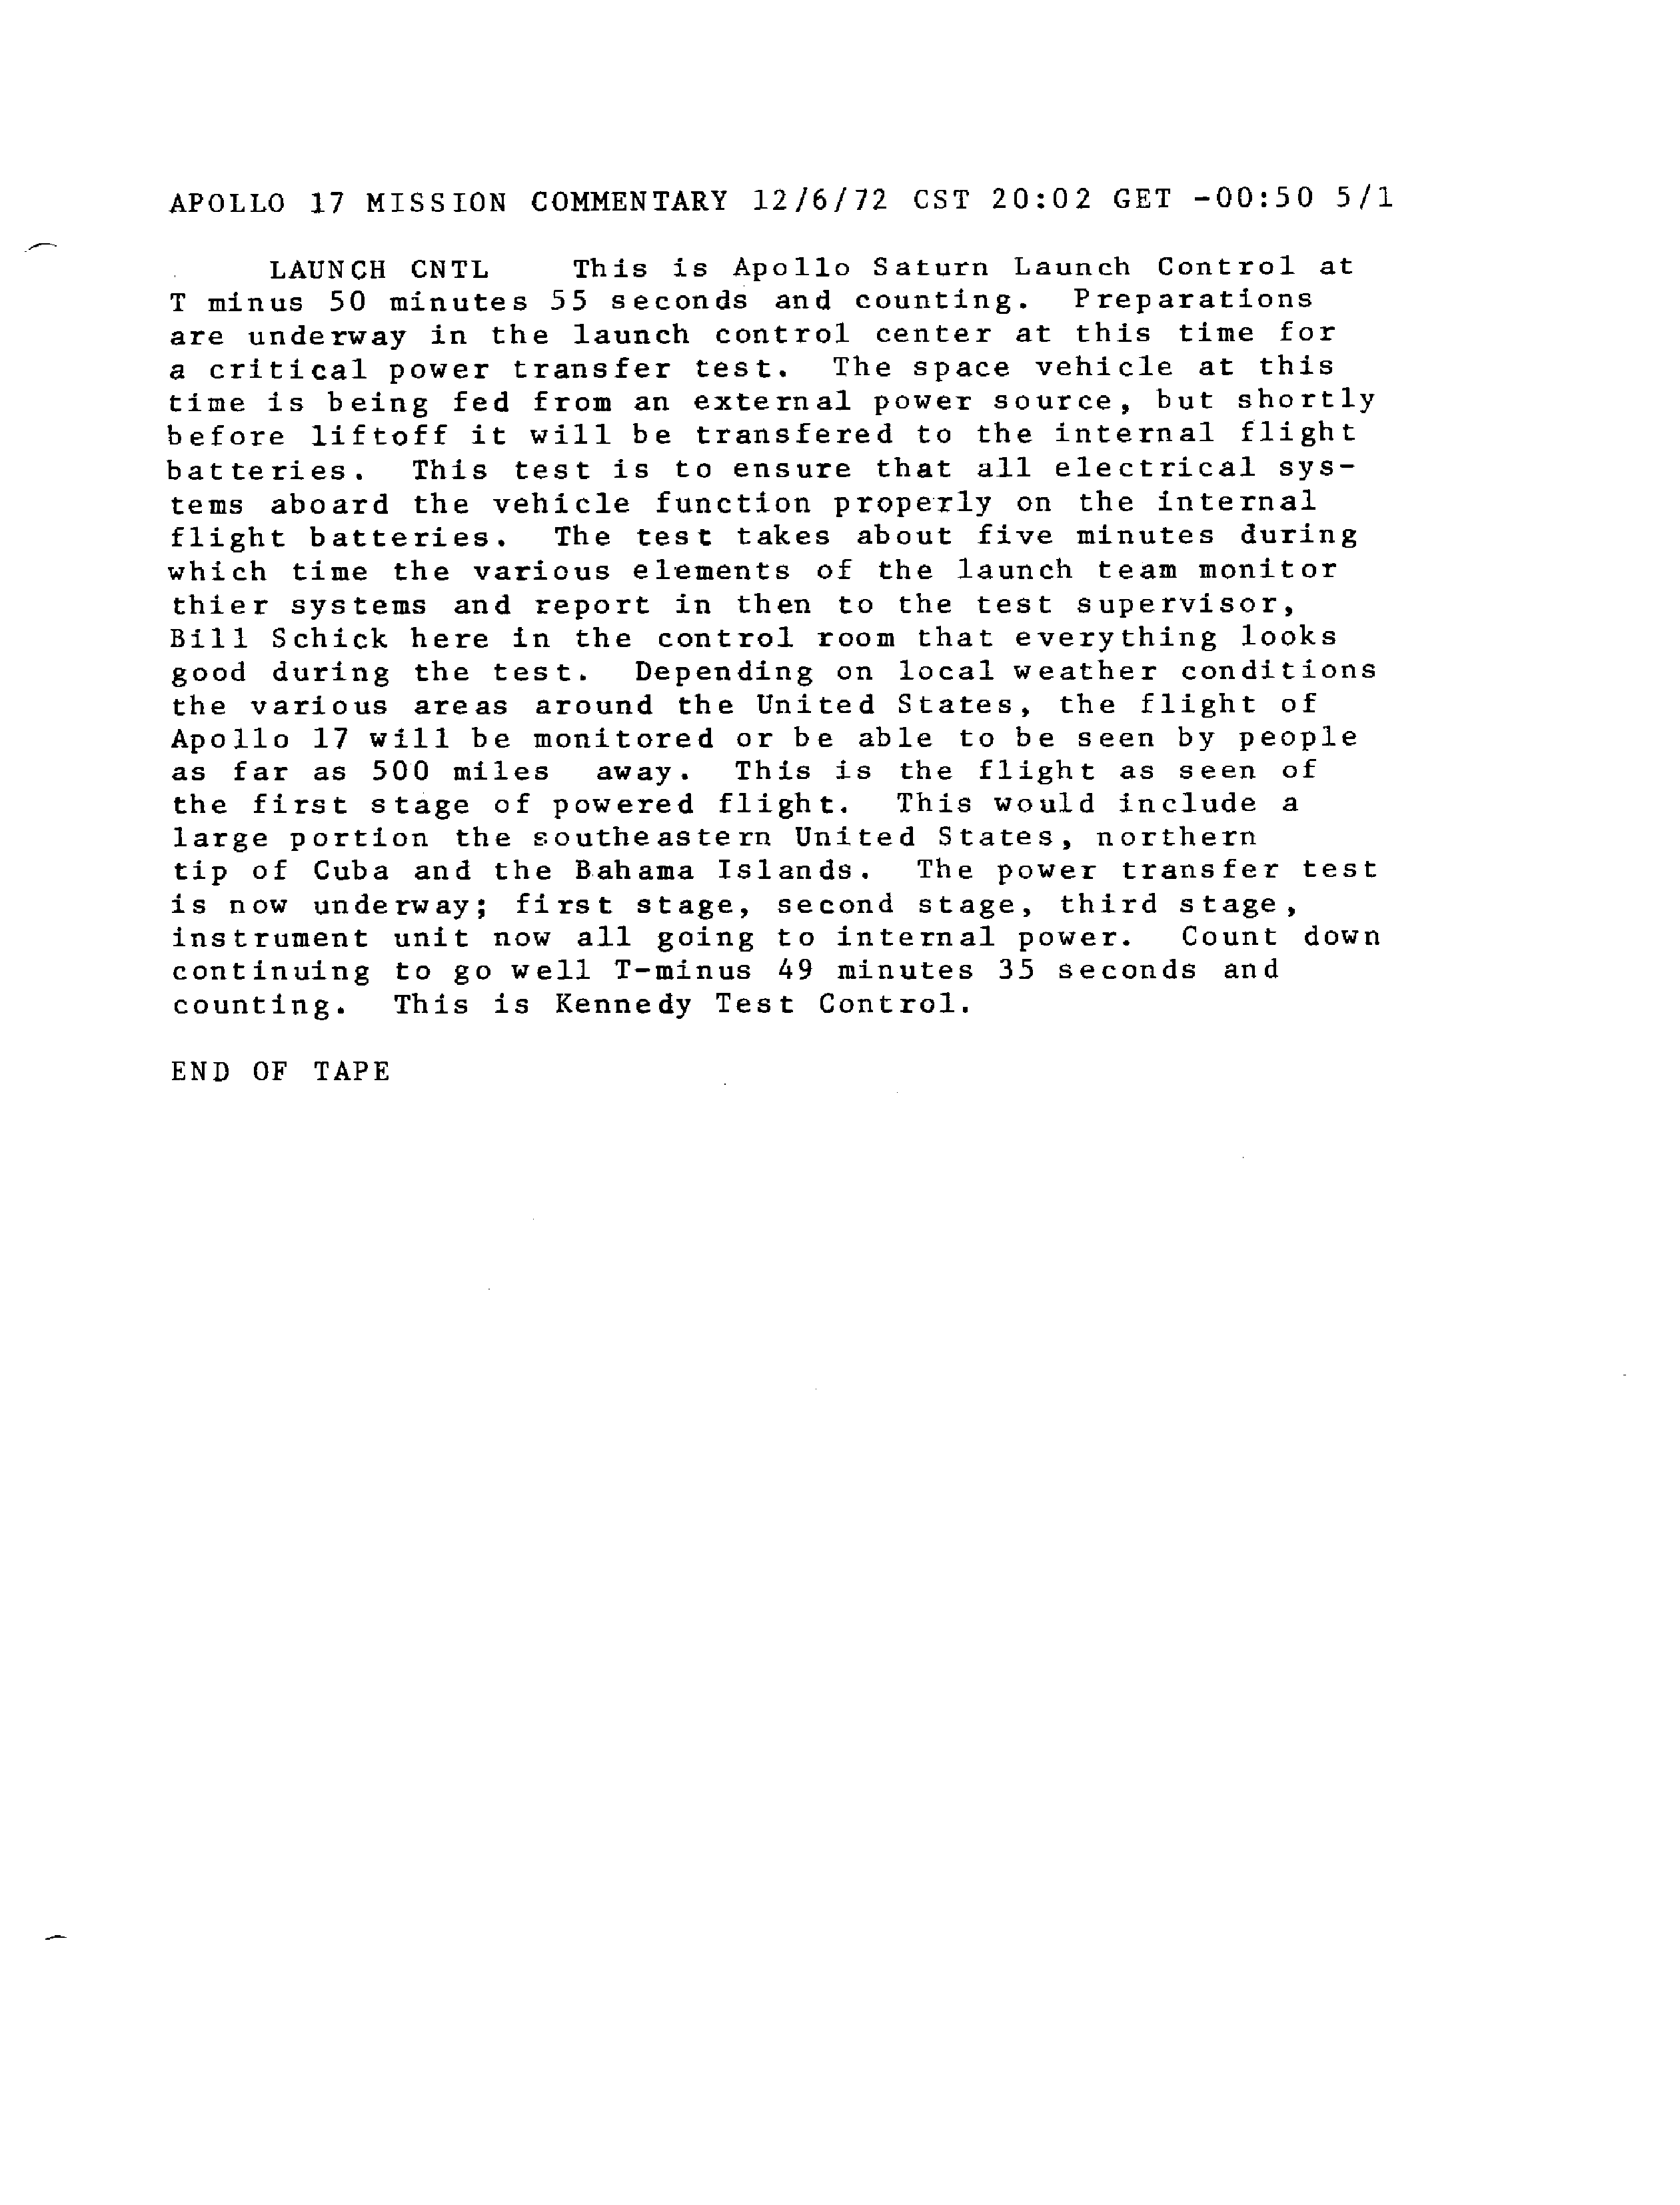 APOLLO 17 MISSION COMMENTARY 12/6/72 CST 20:02 GET -00:50 5/1
LAUNCH CNTL This is Apollo Saturn Launch Control at
T minus 50 minutes 55 seconds and counting. Preparations
are underway in the launch control center at this time for
a critical power transfer test. The space vehicle at this
time is being fed from an external power source, but shortly
before liftoff it will be transfered to the internal flight
batteries. This test is to ensure that all electrical sys-
tems aboard the vehicle function properly on the internal
flight batteries. The test takes about five minutes during
which time the various elements of the launch team monitor
thier systems and report in then to the test supervisor,
Bill Schick here in the control room that everything looks
good during the test. Depending on local weather conditions
the various areas around the United States, the flight of
Apollo 17 will be monitored or be able to be seen by people
as far as 500 miles away. This is the flight as seen of
the first stage of powered flight. This would include a
large portion the southeastern United States, northern
tip of Cuba and the Bahama Islands. The power transfer test
is now underway; first stage, second stage, third stage,
instrument unit now all going to internal power. Count down
continuing to go well T-minus 49 minutes 35 seconds and
counting. This is Kennedy Test Control.
END OF TAPE